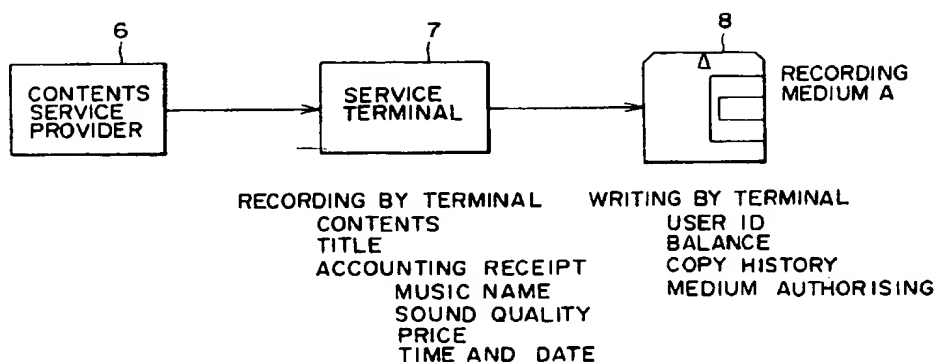 6
7
8
CONTENTS
SERVICE
PROVIDER
SERVICE
TERMINAL
RECORDING
MEDIUM A
RECORDING BY TERMINAL
CONTENTS
TITLE
ACCOUNTING RECEIPT
MUSIC NAME
SOUND QUALITY
PRICE
TIME AND DATE
WRITING BY TERMINAL
USER ID
BALANCE
COPY HISTORY
MEDIUM AUTHORISING